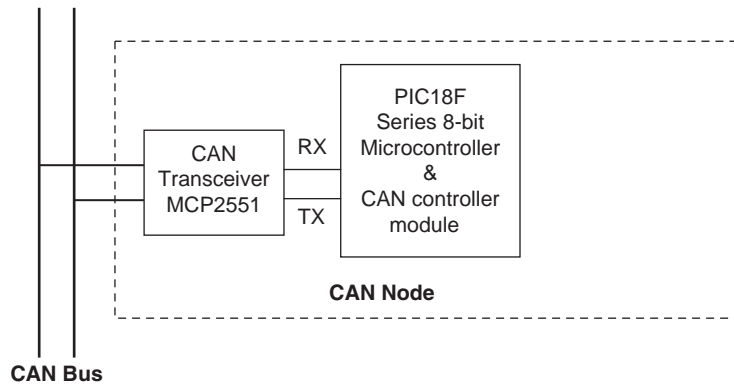 PIC18F
Series 8-bit
Microcontroller
&
CAN controller
module
CAN
Transceiver
MCP2551
RX
TX
CAN Node
CAN Bus